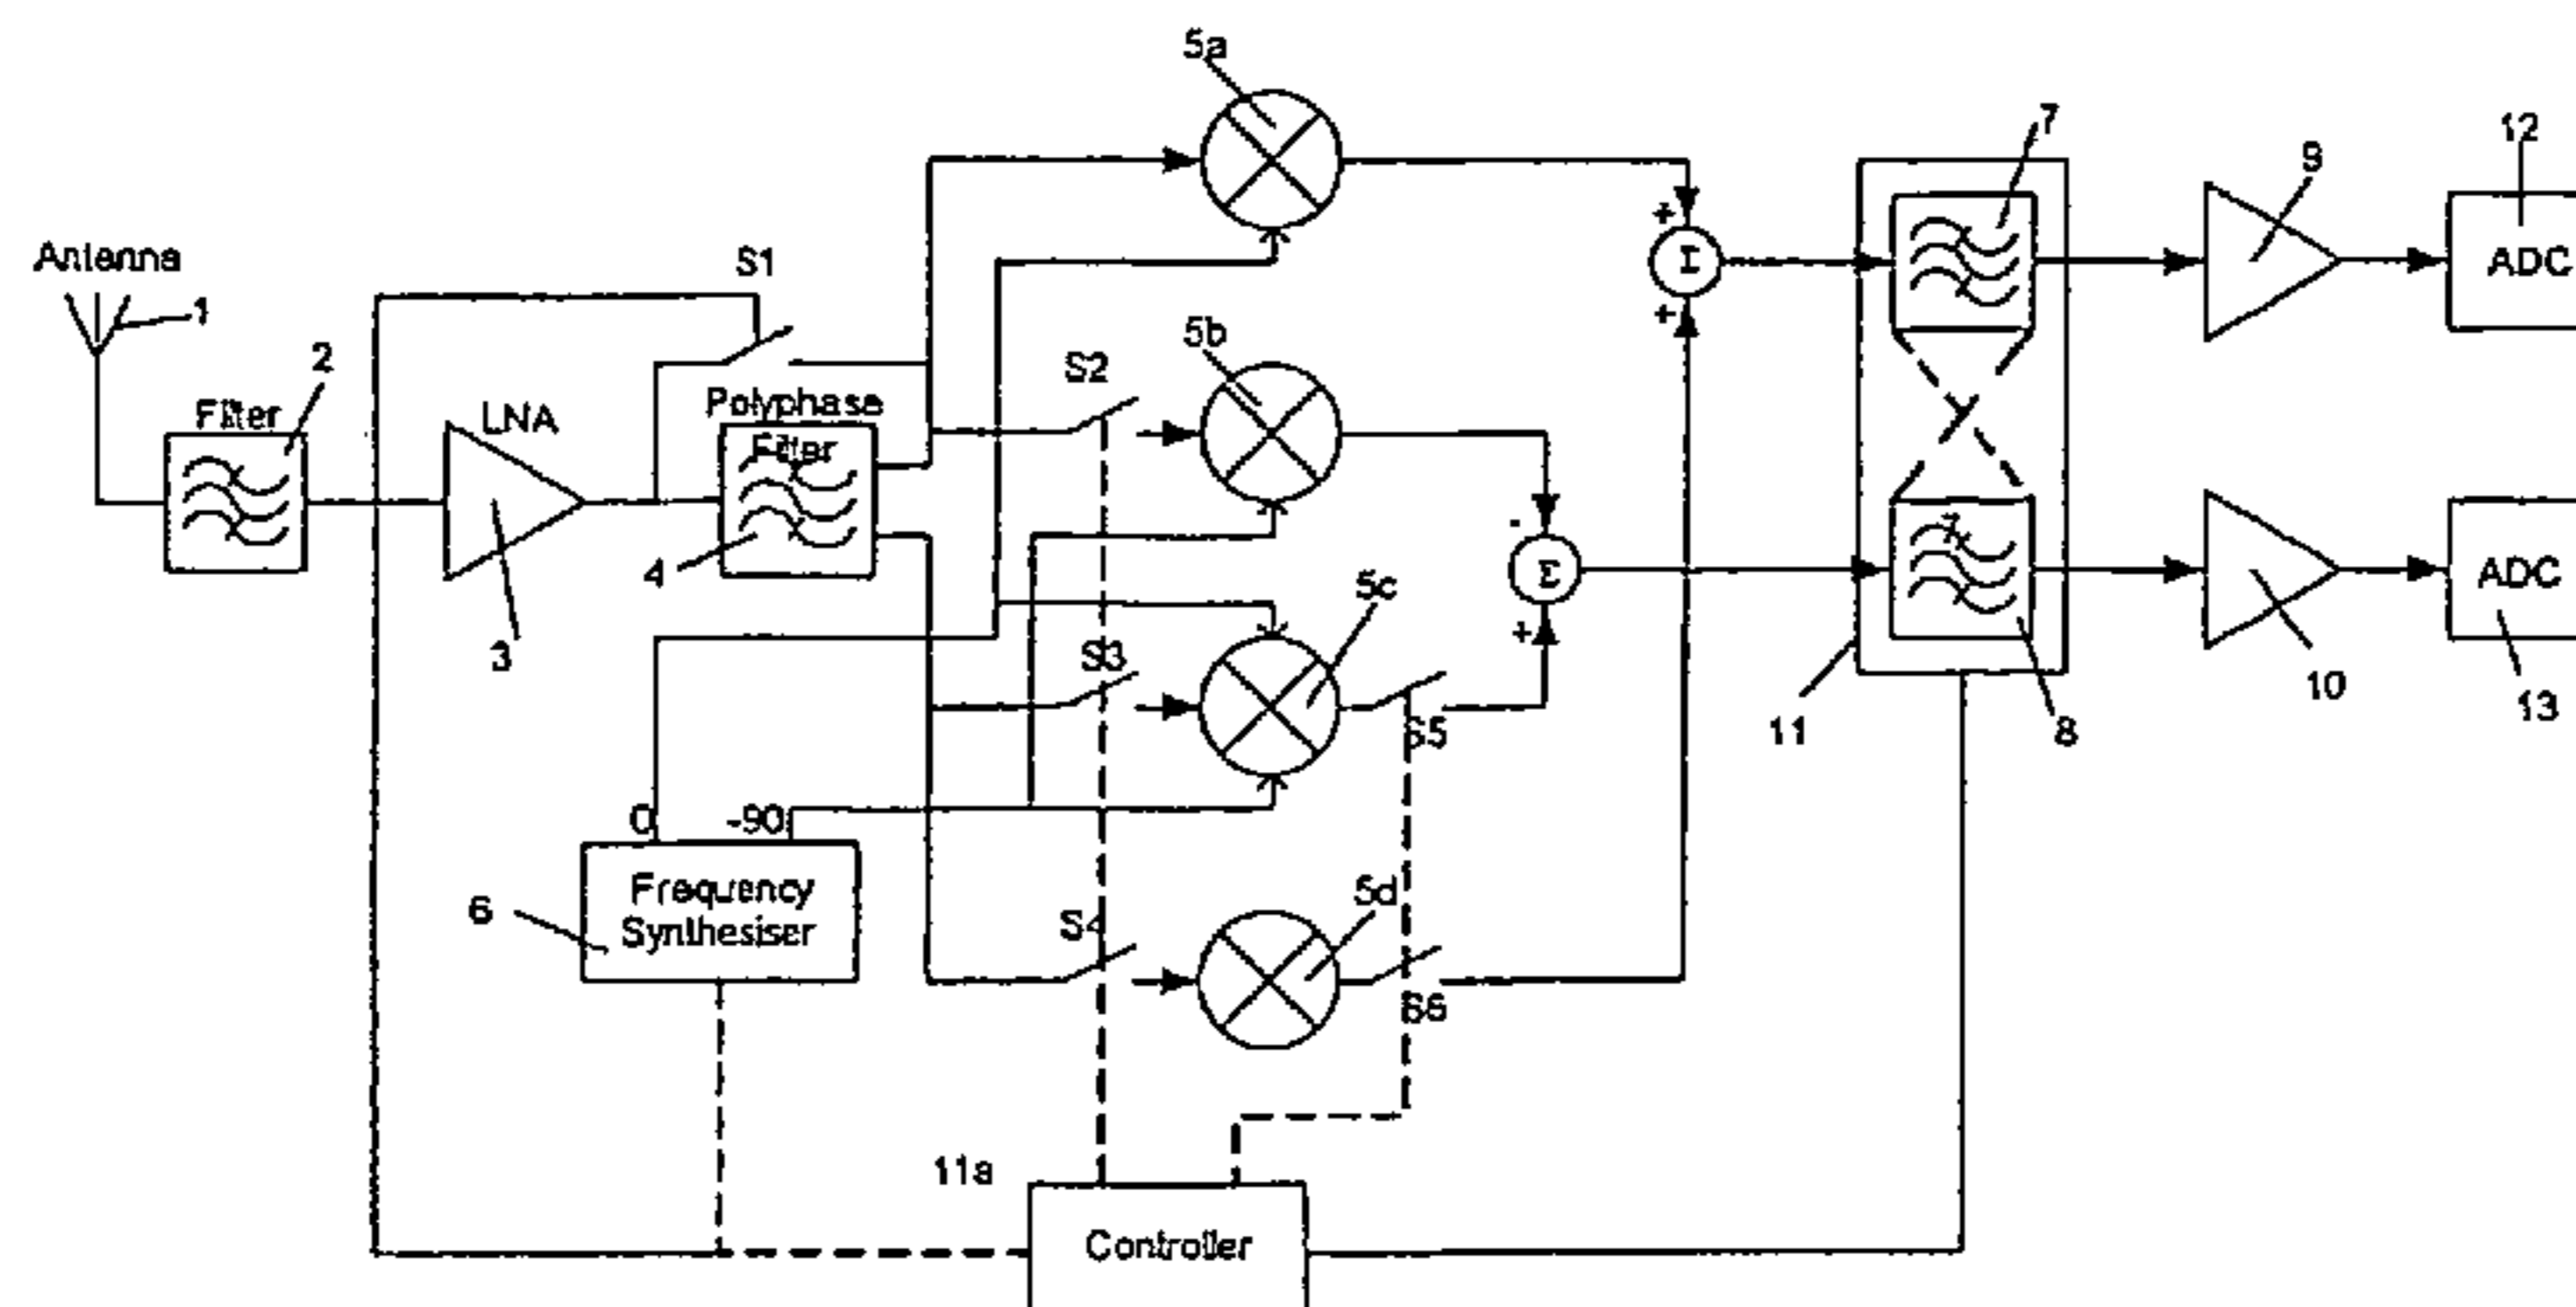 5a
7
12
9
Antenna
S1
ADC
1
+
Σ
+
2
5b
S2
Filter
LNA
Polyphase
Filter
-
7
4
Σ
5c
ADC
3
S3
+
S5
11
8
10
13
0
-90
Frequency
Synthesiser
6
S4
5d
S6
11a
Controller